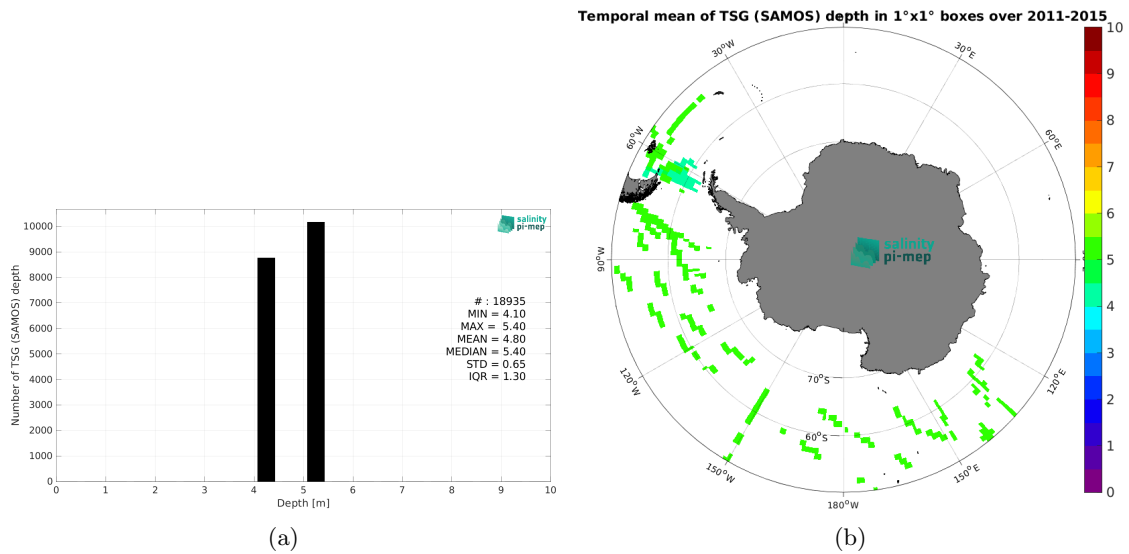 salinity
pi-mep
Number of TSG (SAMOS) depth
10000
9000
8000
7000
6000
5000
4000
3000
2000
1000
0
# : 18935
MIN = 4.10
MAX = 5.40
MEAN = 4.80
MEDIAN = 5.40
STD = 0.65
IQR = 1.30
0 1 2 3 4 5 6 7 8 9 10
Depth [m]
(a)
Temporal mean of TSG (SAMOS) depth in 1°x1° boxes over 2011-2015
30°W
30°E
60°W
60°E
90°W
salinity
pi-mep
120°W
120°E
70°S
60°S
150°W
150°E
180°W
10
9
8
7
6
5
4
3
2
1
0
(b)